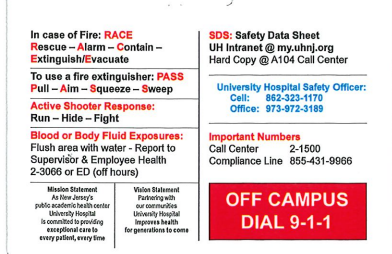 In case of Fire: RACE
Rescue – Alarm – Contain –
Extinguish/Evacuate
To use a fire extinguisher: PASS
Pull – Aim – Squeeze – Sweep
Active Shooter Response:
Run – Hide – Fight
Blood or Body Fluid Exposures:
Flush area with water - Report to
Supervisor & Employee Health
2-3066 or ED (off hours)
Mission Statement
As New Jersey's
public academic health center
University Hospital
is committed to providing
exceptional care to
every patient, every time
Vision Statement
Partnering with
our communities
University Hospital
Improves health
for generations to come
SDS: Safety Data Sheet
UH Intranet @ my.uhnj.org
Hard Copy @ A104 Call Center
University Hospital Safety Officer:
Cell: 862-323-1170
Office: 973-972-3189
Important Numbers
Call Center 2-1500
Compliance Line 855-431-9966
OFF CAMPUS
DIAL 9-1-1